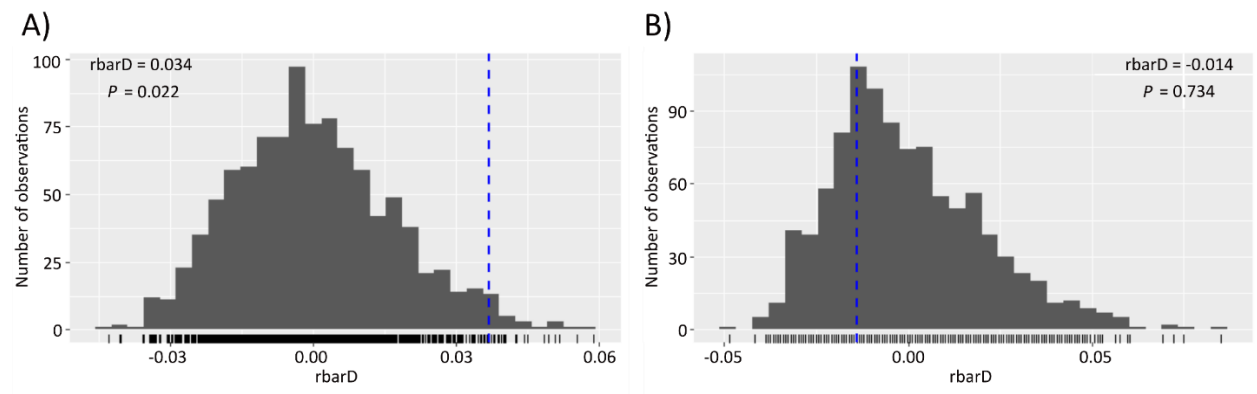 A)
rbarD = 0.034
P = 0.022
Number of observations
100
75
50
25
0
-0.03
0.00
0.03
0.06
rbarD
B)
rbarD = -0.014
P = 0.734
Number of observations
90
60
30
0
-0.05
0.00
0.05
rbarD